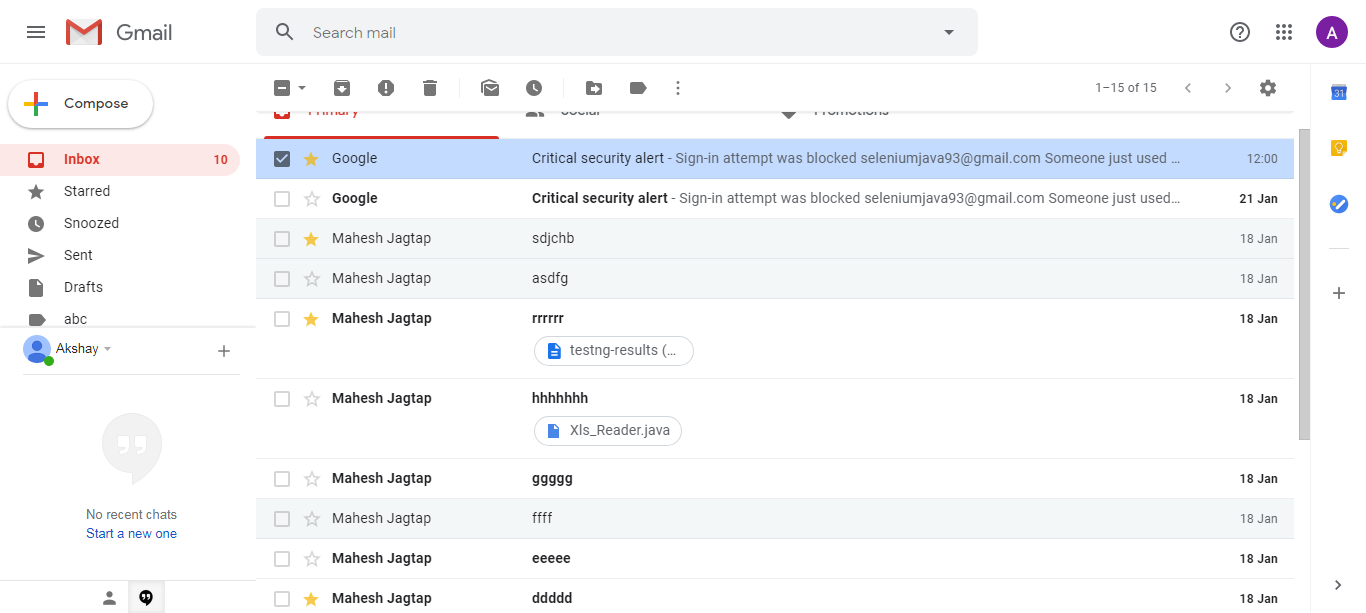 Gmail
Search mail
A
Compose
1–15 of 15
31
Primary
Social
Promotions
Inbox 10
Starred
Snoozed
Sent
Drafts
abc
Akshay
No recent chats
Start a new one
Google Critical security alert - Sign-in attempt was blocked seleniumjava93@gmail.com Someone just used ... 12:00
Google Critical security alert - Sign-in attempt was blocked seleniumjava93@gmail.com Someone just used... 21 Jan
Mahesh Jagtap sdjchb 18 Jan
Mahesh Jagtap asdfg 18 Jan
Mahesh Jagtap rrrrrr 18 Jan
testng-results (...
Mahesh Jagtap hhhhhhh 18 Jan
Xls_Reader.java
Mahesh Jagtap ggggg 18 Jan
Mahesh Jagtap ffff 18 Jan
Mahesh Jagtap eeeee 18 Jan
Mahesh Jagtap ddddd 18 Jan